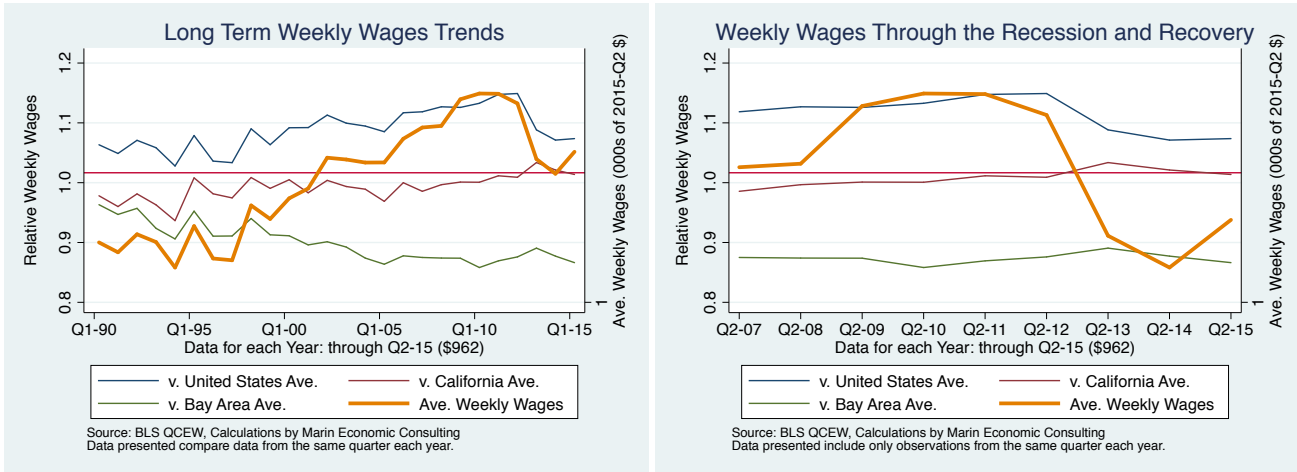 Long Term Weekly Wages Trends
Relative Weekly Wages
1.2
1.1
1.0
0.9
0.8
1
Ave. Weekly Wages (000s of 2015-Q2 $)
Q1-90 Q1-95 Q1-00 Q1-05 Q1-10 Q1-15
Data for each Year: through Q2-15 ($962)
v. United States Ave. v. California Ave.
v. Bay Area Ave. Ave. Weekly Wages
Source: BLS QCEW, Calculations by Marin Economic Consulting
Data presented compare data from the same quarter each year.
Weekly Wages Through the Recession and Recovery
Relative Weekly Wages
1.2
1.1
1.0
0.9
0.8
1
Ave. Weekly Wages (000s of 2015-Q2 $)
Q2-07 Q2-08 Q2-09 Q2-10 Q2-11 Q2-12 Q2-13 Q2-14 Q2-15
Data for each Year: through Q2-15 ($962)
v. United States Ave. v. California Ave.
v. Bay Area Ave. Ave. Weekly Wages
Source: BLS QCEW, Calculations by Marin Economic Consulting
Data presented include only observations from the same quarter each year.